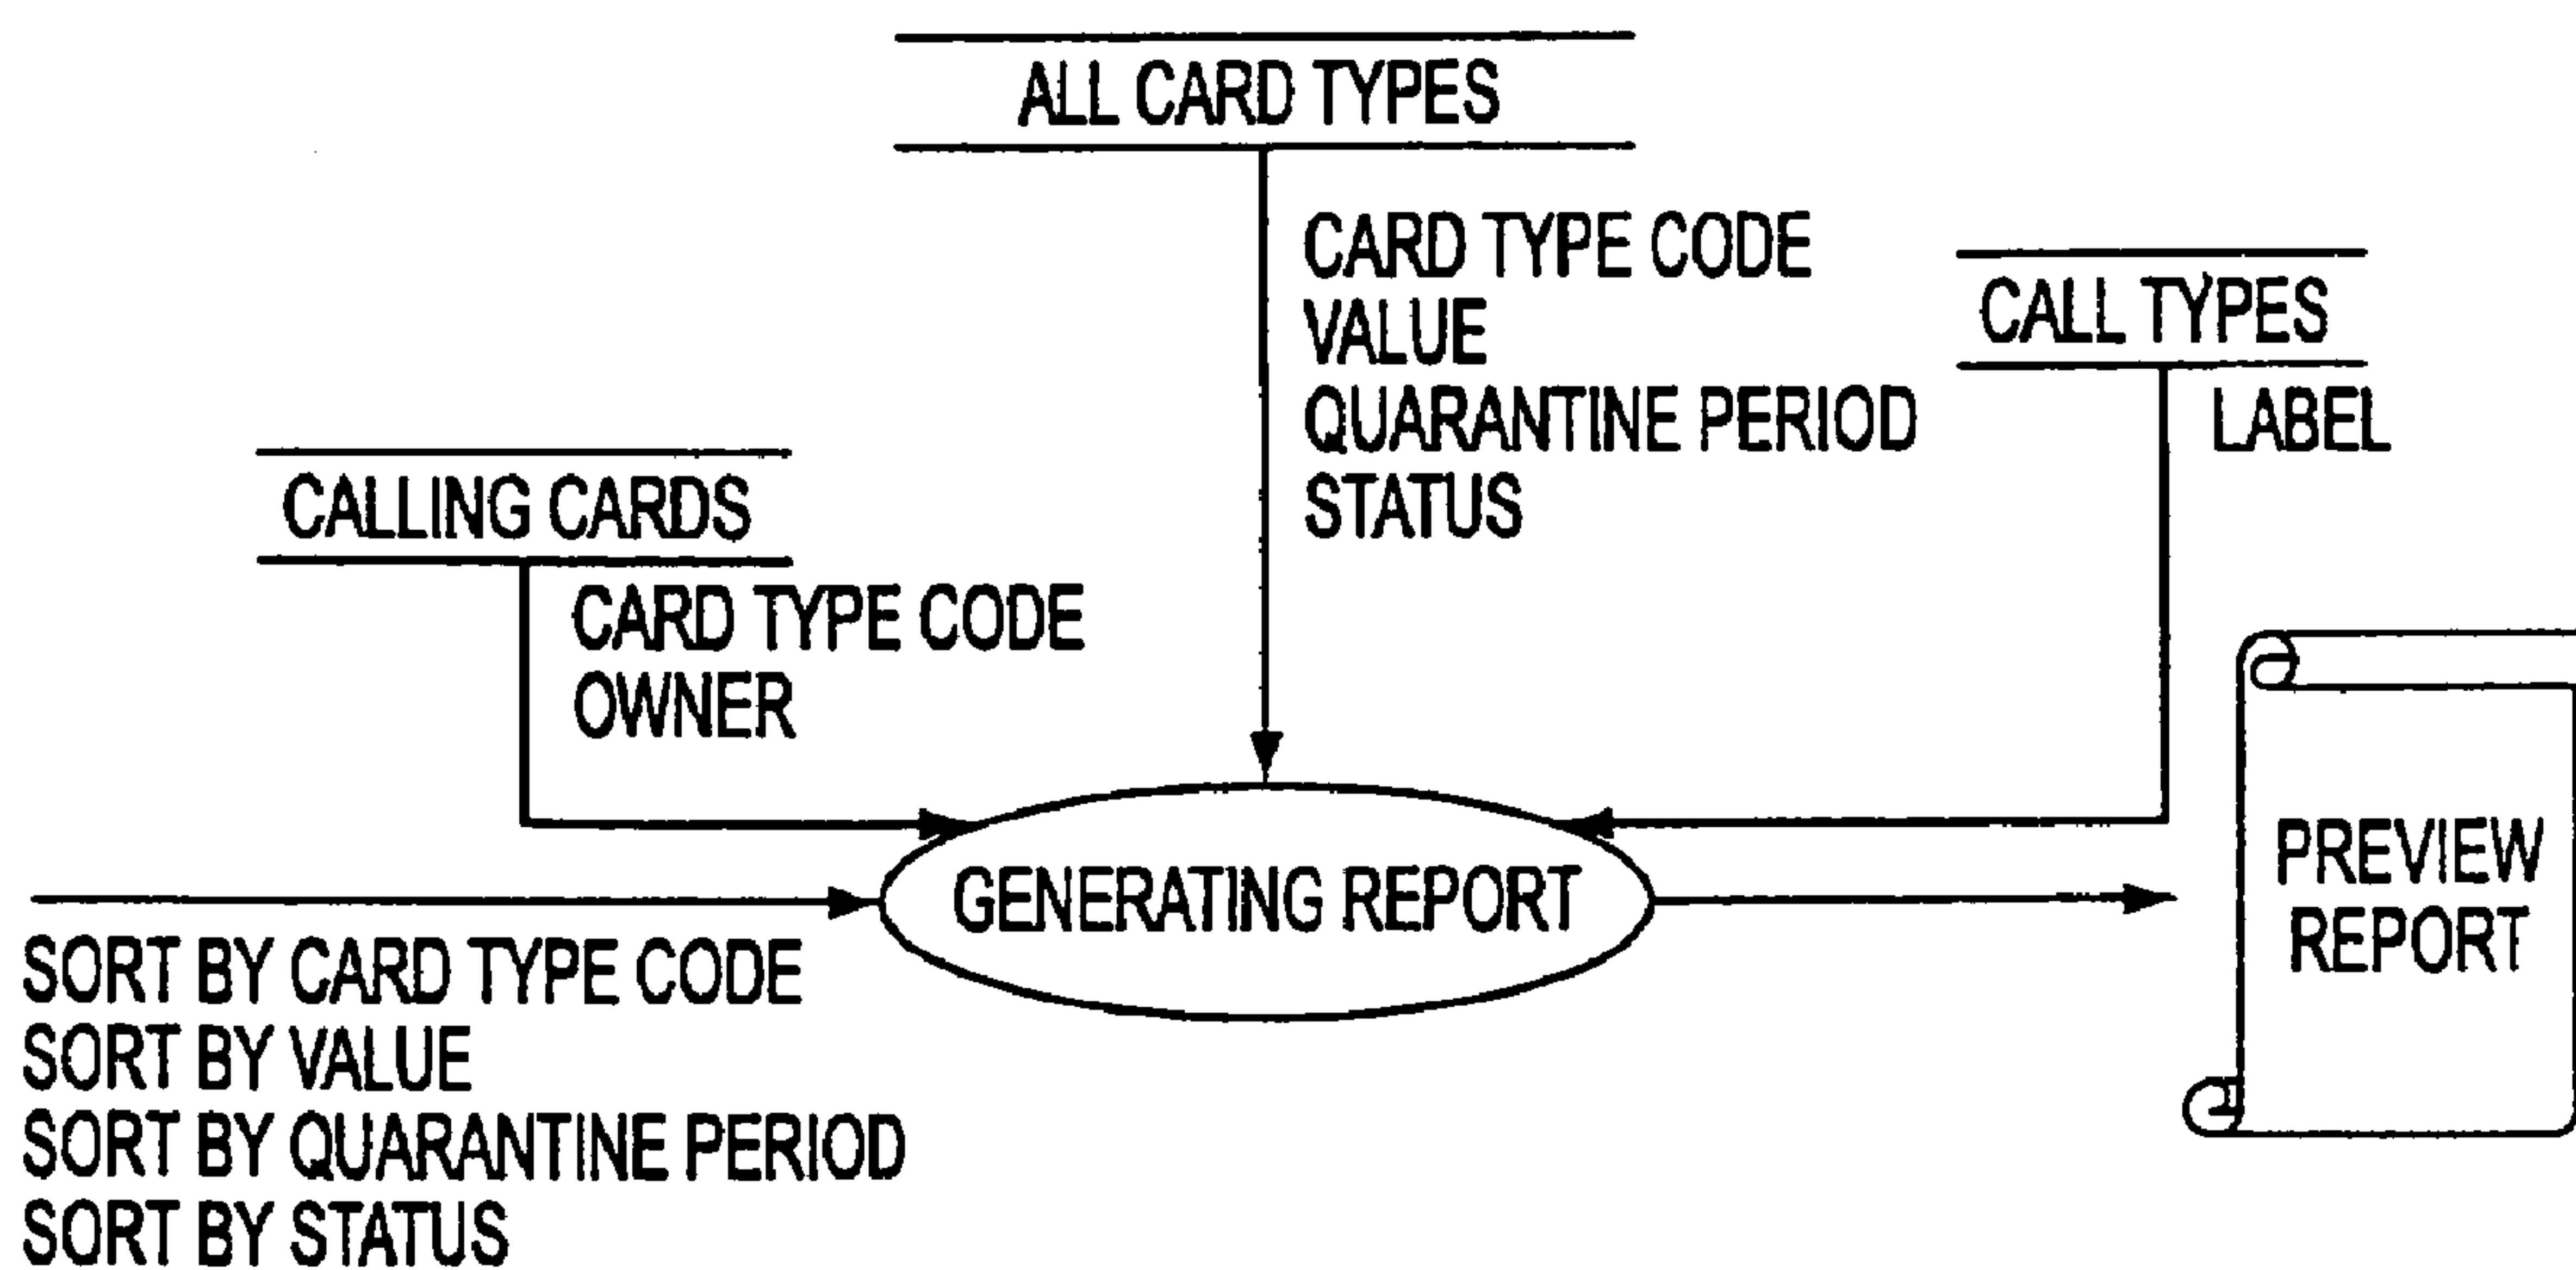 ALL CARD TYPES
CARD TYPE CODE
VALUE
QUARANTINE PERIOD
STATUS
CALL TYPES
LABEL
CALLING CARDS
CARD TYPE CODE
OWNER
GENERATING REPORT
PREVIEW
REPORT
SORT BY CARD TYPE CODE
SORT BY VALUE
SORT BY QUARANTINE PERIOD
SORT BY STATUS